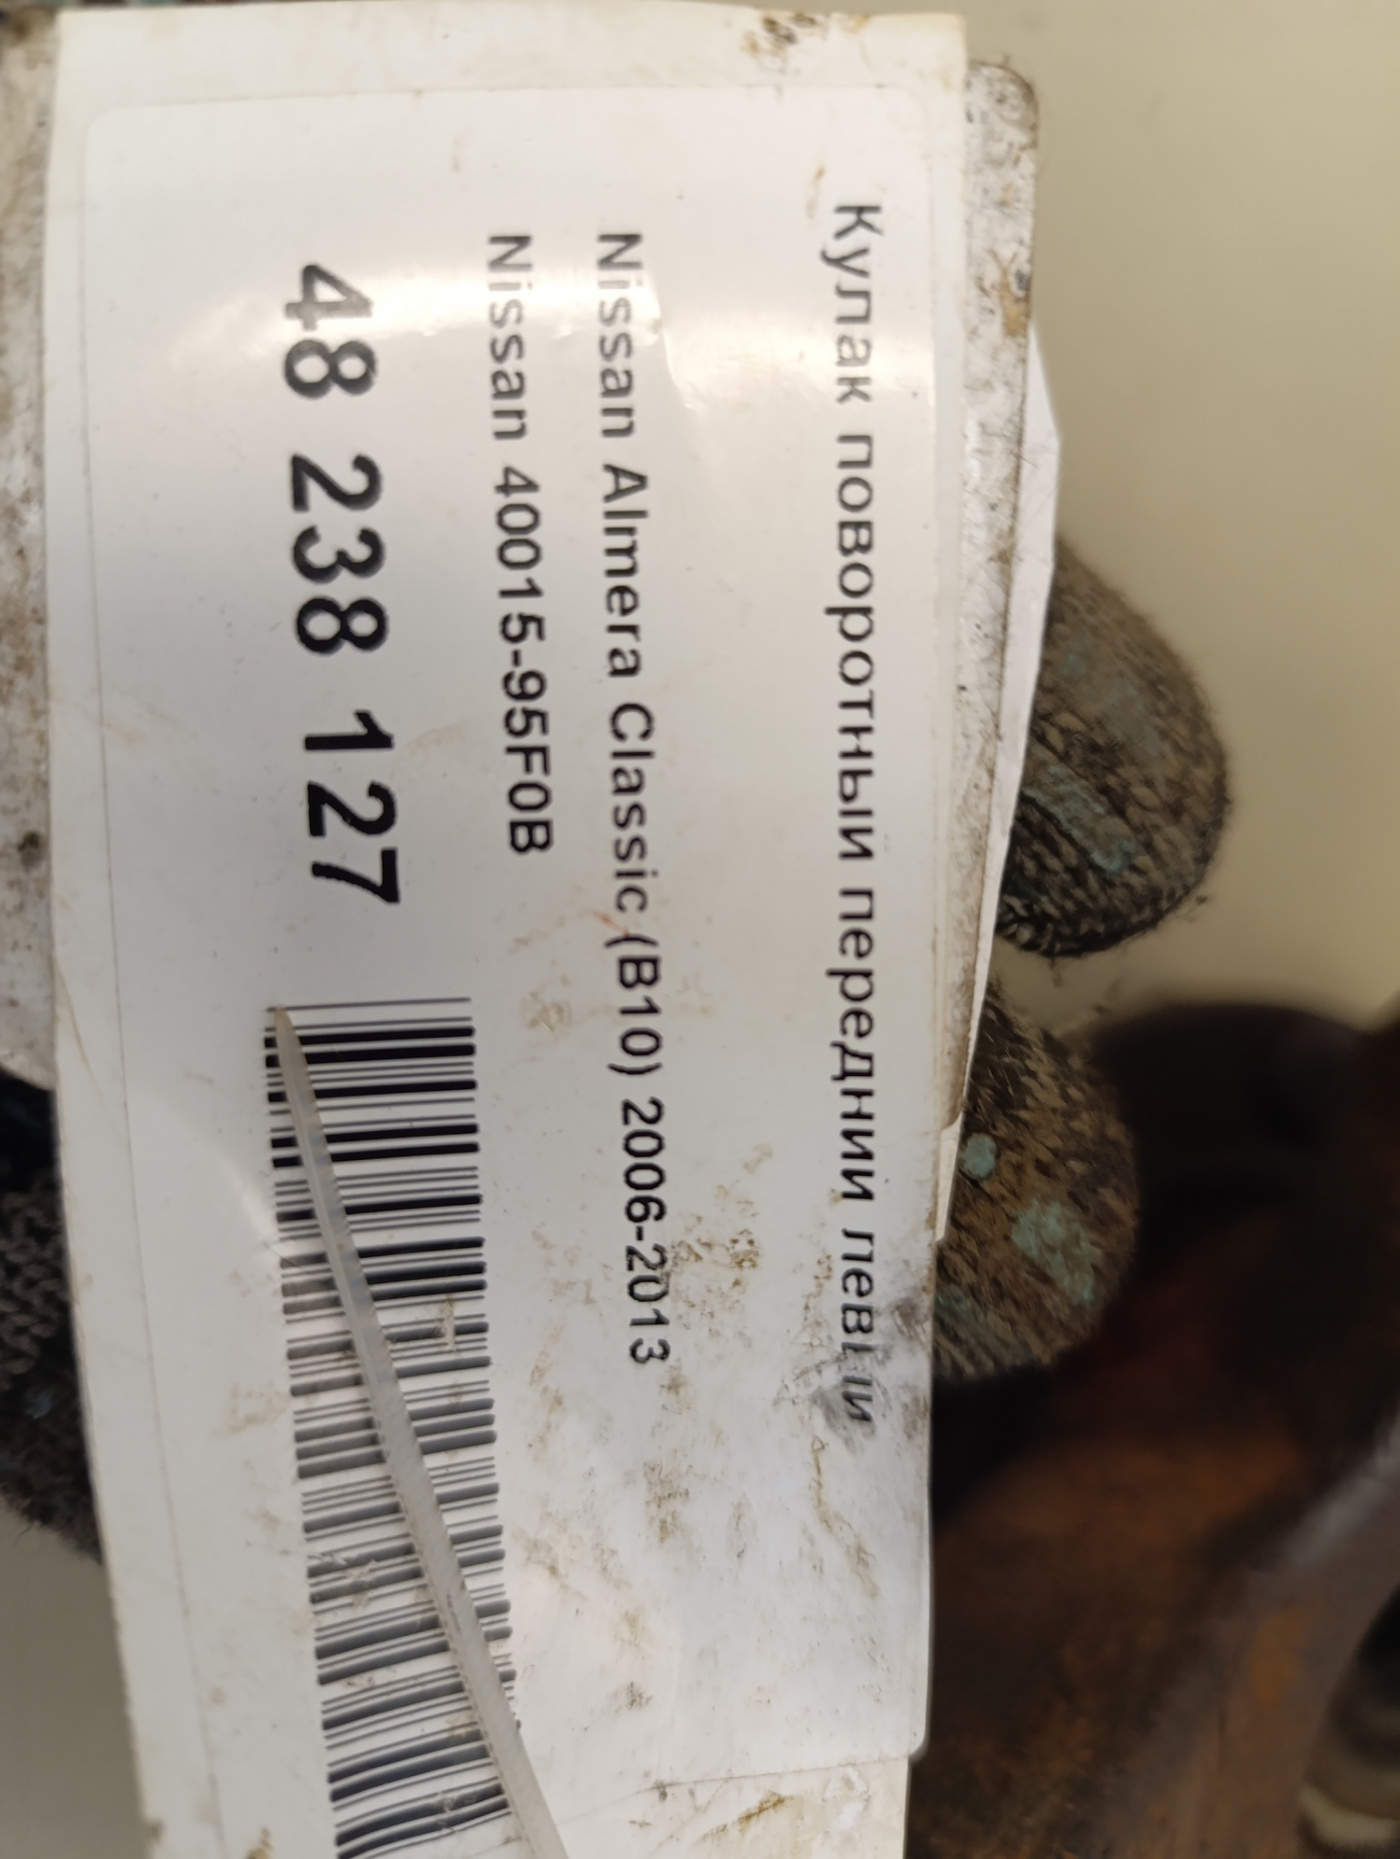 Кулак поворотный передний левый
Nissan Almera Classic (B10) 2006-2013
Nissan 40015-95F0B
48 238 127